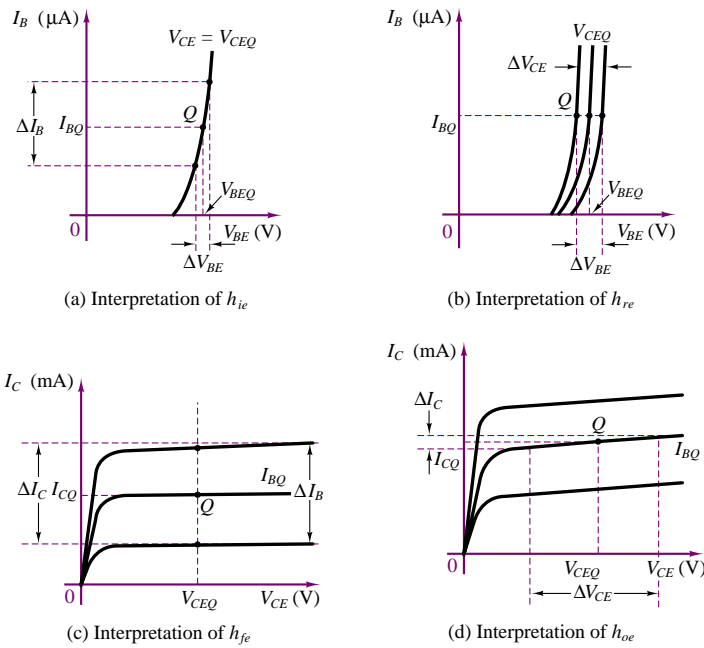 I_B (μA)
V_CE = V_CEQ
ΔI_B
I_BQ
Q
V_BEQ
0
V_BE (V)
ΔV_BE
(a) Interpretation of h_ie
I_B (μA)
V_CEQ
ΔV_CE
Q
I_BQ
V_BEQ
0
V_BE (V)
ΔV_BE
(b) Interpretation of h_re
I_C (mA)
I_BQ
ΔI_C I_CQ
ΔI_B
Q
0
V_CEQ
V_CE (V)
(c) Interpretation of h_fe
I_C (mA)
ΔI_C
Q
I_CQ
I_BQ
0
V_CEQ
V_CE (V)
ΔV_CE
(d) Interpretation of h_oe